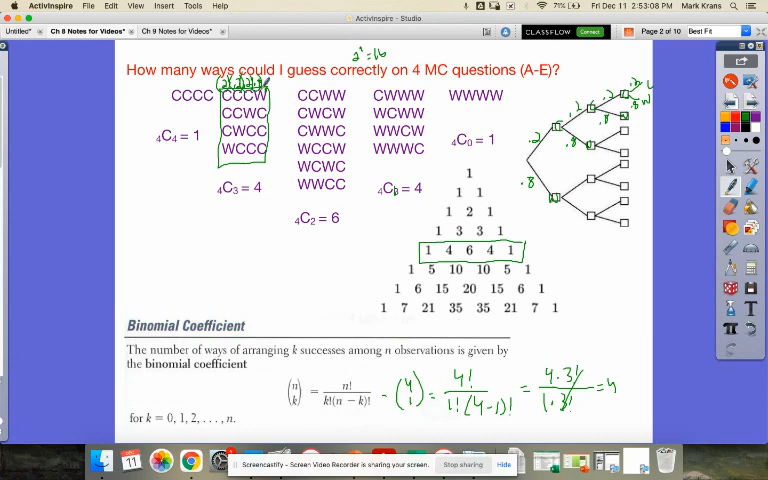 ActivInspire File Edit View Insert Tools Help 71% Fri Dec 11 2:53:08 PM Mark Krans
ActivInspire - Studio
Untitled* Ch 8 Notes for Videos* Ch 9 Notes for Videos* CLASSFLOW Connect Page 2 of 10 Best Fit
2⁴=16
How many ways could I guess correctly on 4 MC questions (A-E)?
CCCC CCCW CCWW CWWW WWWW
CCWC CWCW WCWW
CWCC CWWC WWCW
WCCC WCCW WWWC
WCWC
WWCC
₄C₄ = 1
₄C₃ = 4
₄C₂ = 6
= 4
₄C₀ = 1
.2 .8 .2 .8 .2 .8 .2 .8 W
1
1 1
1 2 1
1 3 3 1
1 4 6 4 1
1 5 10 10 5 1
1 6 15 20 15 6 1
1 7 21 35 35 21 7 1
Binomial Coefficient
The number of ways of arranging k successes among n observations is given by
the binomial coefficient
(n k) = n! / k!(n − k)! - (4 1) = 4! / 1!(4-1)! = 4·3! / 1·3! = 4
for k = 0, 1, 2, . . . , n.
DEC 11
Screencastify - Screen Video Recorder is sharing your screen. Stop sharing Hide